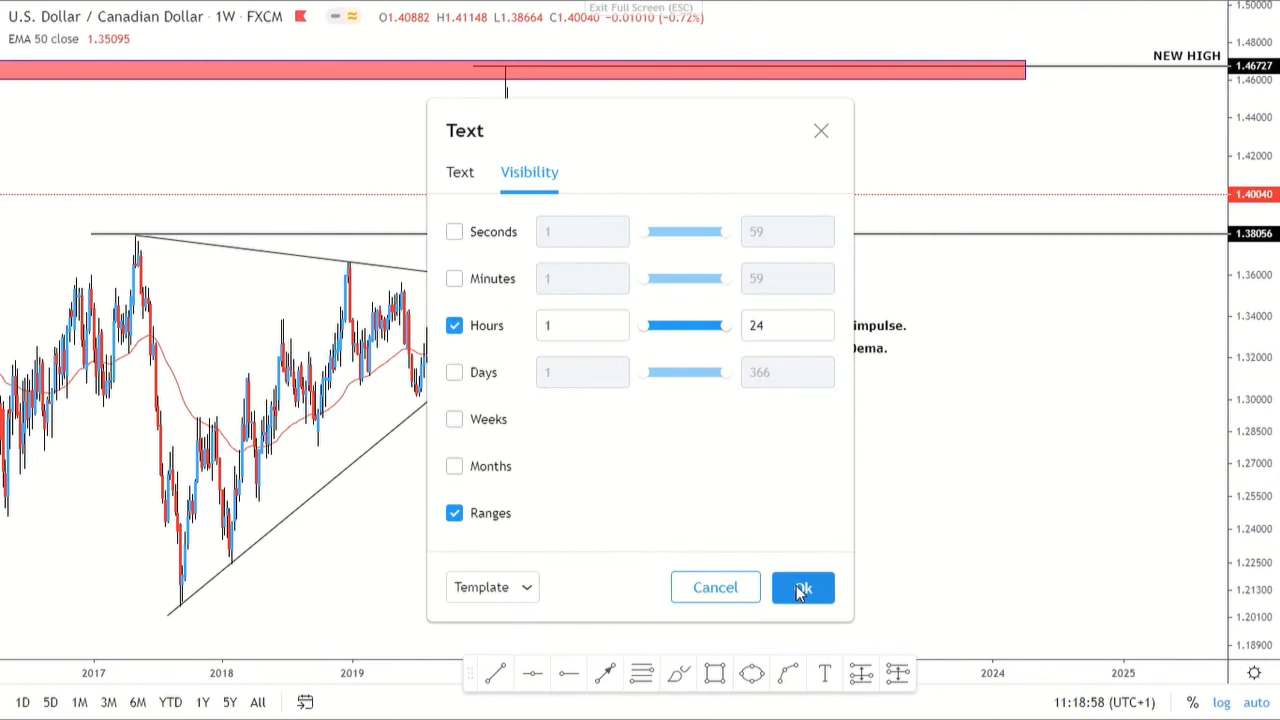 Exit Full Screen (ESC)
U.S. Dollar / Canadian Dollar · 1W · FXCM O1.40882 H1.41148 L1.38664 C1.40040 −0.01010 (−0.72%)
EMA 50 close 1.35095
NEW HIGH
1.50000
1.48000
1.46727
1.46000
1.44000
1.42000
1.40040
1.38056
1.36000
1.34000
1.32000
1.30000
1.28500
1.27000
1.25500
1.24000
1.22500
1.21300
1.20100
1.18900
Text
Text Visibility
Seconds 1 59
Minutes 1 59
Hours 1 24
Days 1 366
Weeks
Months
Ranges
Template Cancel Ok
impulse.
ema.
2017 2018 2019 2024 2025
T
1D 5D 1M 3M 6M YTD 1Y 5Y All 11:18:58 (UTC+1) % log auto